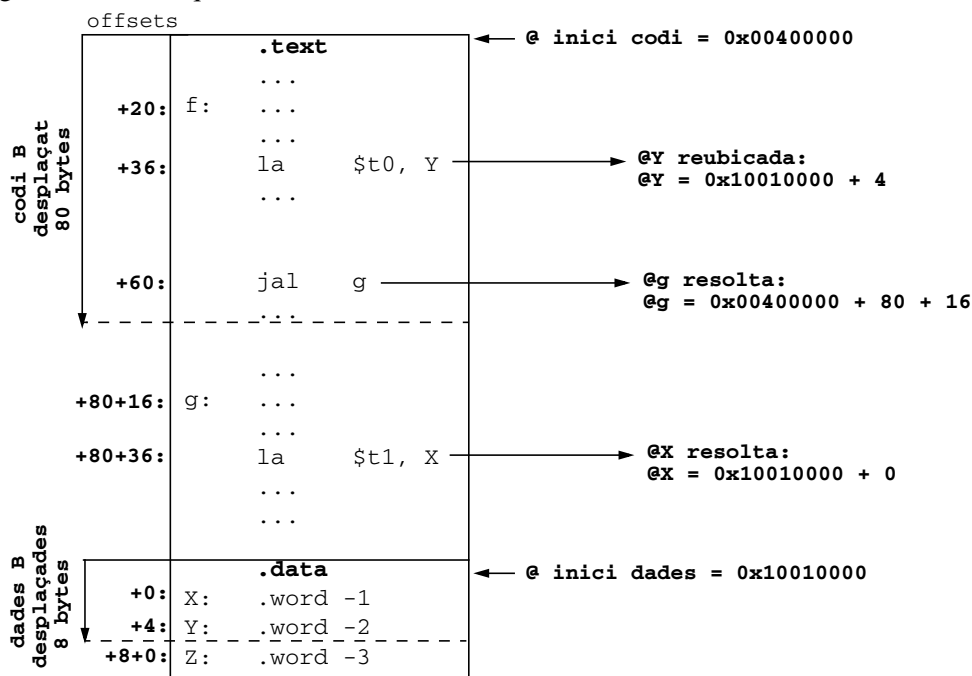 offsets
.text
@ inici codi = 0x00400000
...
+20: f: ...
...
+36: la $t0, Y
@Y reubicada:
@Y = 0x10010000 + 4
...
codi B
desplaçat
80 bytes
+60: jal g
@g resolta:
@g = 0x00400000 + 80 + 16
...
...
+80+16: g: ...
...
+80+36: la $t1, X
@X resolta:
@X = 0x10010000 + 0
...
...
dades B
desplaçades
8 bytes
.data
@ inici dades = 0x10010000
+0: X: .word -1
+4: Y: .word -2
+8+0: Z: .word -3